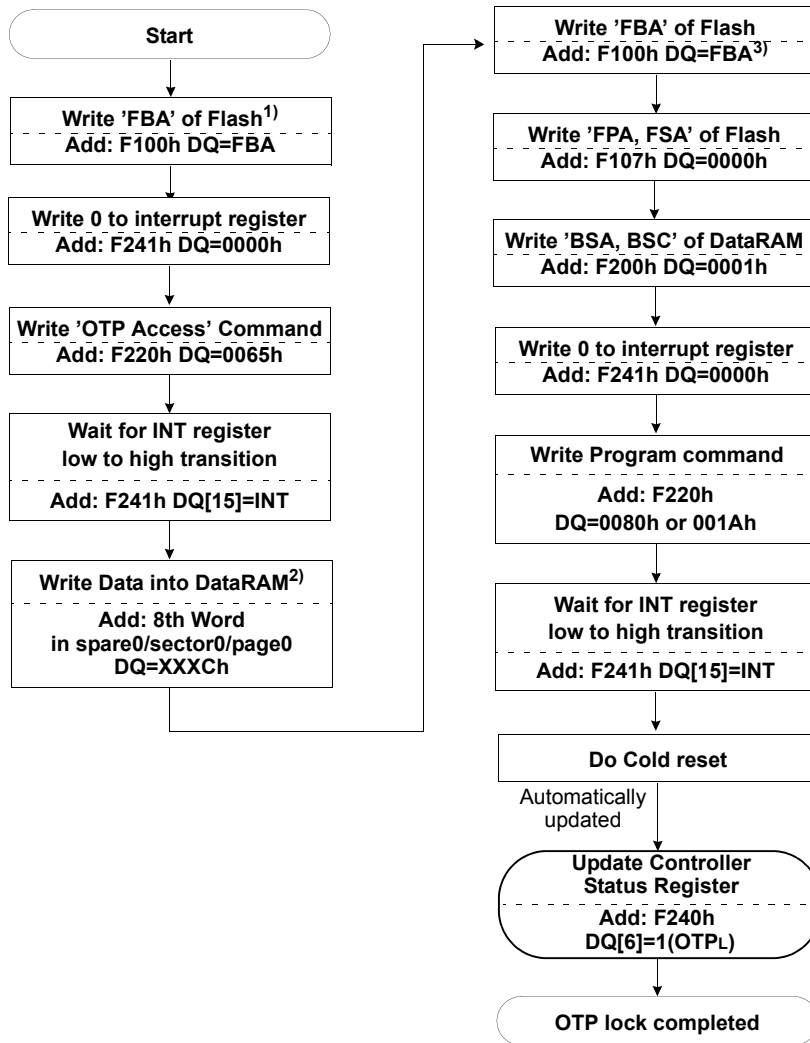 Start
Write ’FBA’ of Flash1)
Add: F100h DQ=FBA
Write 0 to interrupt register
Add: F241h DQ=0000h
Write ’OTP Access’ Command
Add: F220h DQ=0065h
Wait for INT register
low to high transition
Add: F241h DQ[15]=INT
Write Data into DataRAM2)
Add: 8th Word
in spare0/sector0/page0
DQ=XXXCh
Write ’FBA’ of Flash
Add: F100h DQ=FBA3)
Write ’FPA, FSA’ of Flash
Add: F107h DQ=0000h
Write ’BSA, BSC’ of DataRAM
Add: F200h DQ=0001h
Write 0 to interrupt register
Add: F241h DQ=0000h
Write Program command
Add: F220h
DQ=0080h or 001Ah
Wait for INT register
low to high transition
Add: F241h DQ[15]=INT
Do Cold reset
Automatically
updated
Update Controller
Status Register
Add: F240h
DQ[6]=1(OTPL)
OTP lock completed